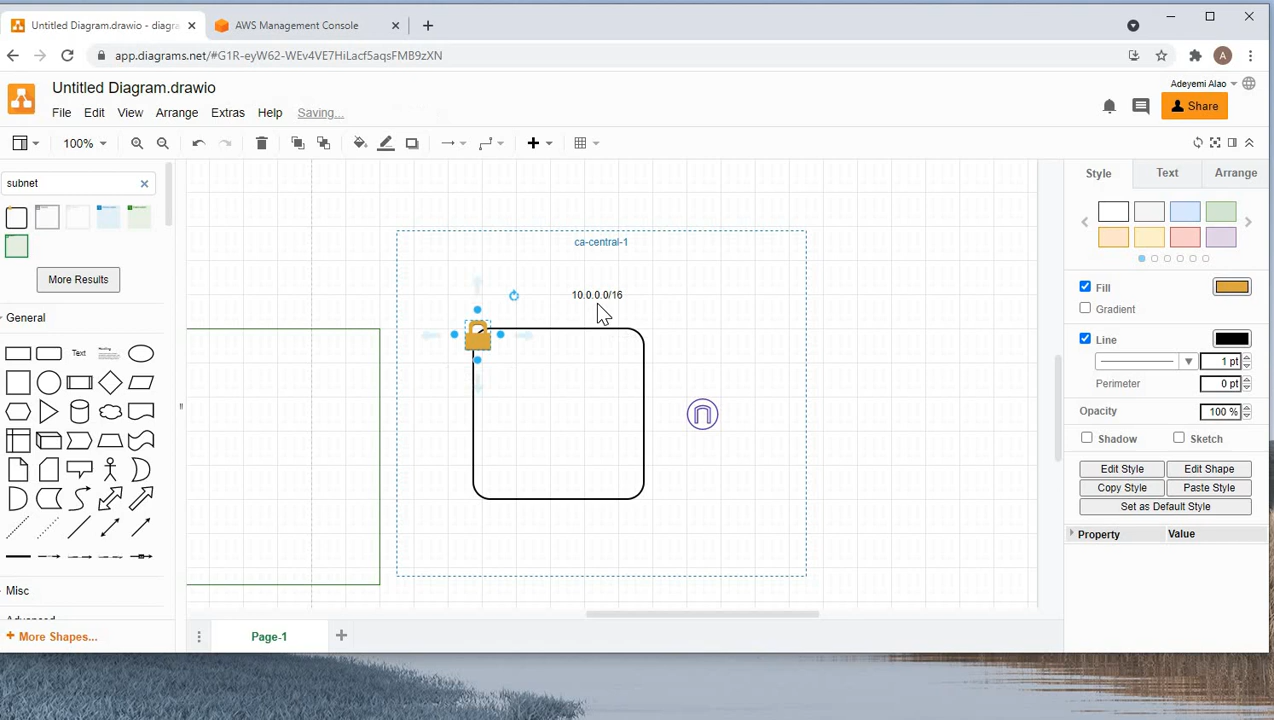 Untitled Diagram.drawio - diagra
AWS Management Console
app.diagrams.net/#G1R-eyW62-WEv4VE7HiLacf5aqsFMB9zXN
A
Untitled Diagram.drawio
Adeyemi Alao
File Edit View Arrange Extras Help Saving...
Share
100%
subnet
Style Text Arrange
More Results
General
Text
Heading
ca-central-1
10.0.0.0/16
Fill
Gradient
Line
1 pt
Perimeter 0 pt
Opacity 100 %
Shadow Sketch
Edit Style Edit Shape
Copy Style Paste Style
Set as Default Style
Property Value
Misc
Advanced
+ More Shapes...
Page-1